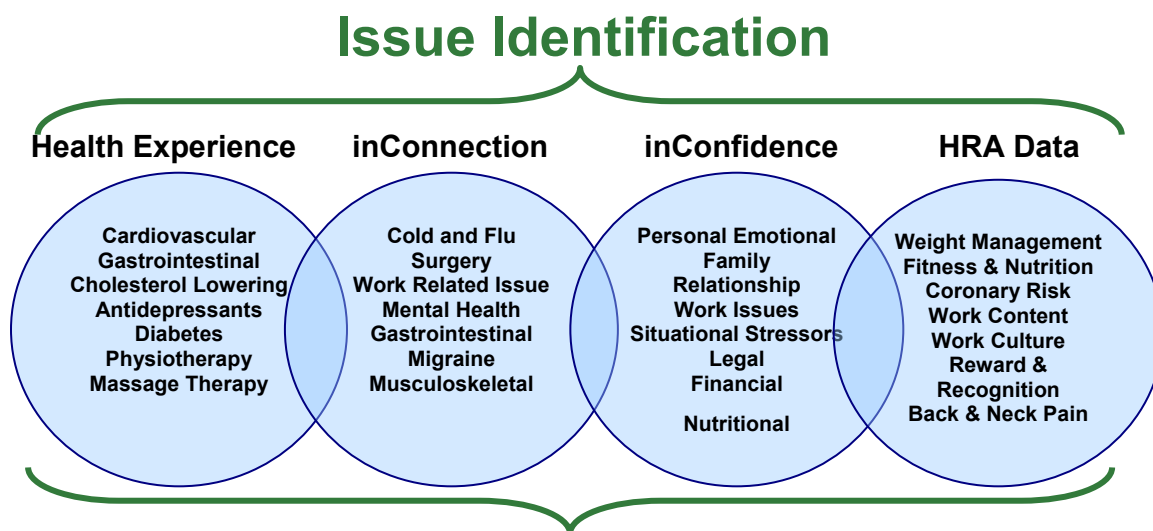 Issue Identification
Health Experience
inConnection
inConfidence
HRA Data
Cardiovascular
Gastrointestinal
Cholesterol Lowering
Antidepressants
Diabetes
Physiotherapy
Massage Therapy
Cold and Flu
Surgery
Work Related Issue
Mental Health
Gastrointestinal
Migraine
Musculoskeletal
Personal Emotional
Family
Relationship
Work Issues
Situational Stressors
Legal
Financial
Nutritional
Weight Management
Fitness & Nutrition
Coronary Risk
Work Content
Work Culture
Reward &
Recognition
Back & Neck Pain